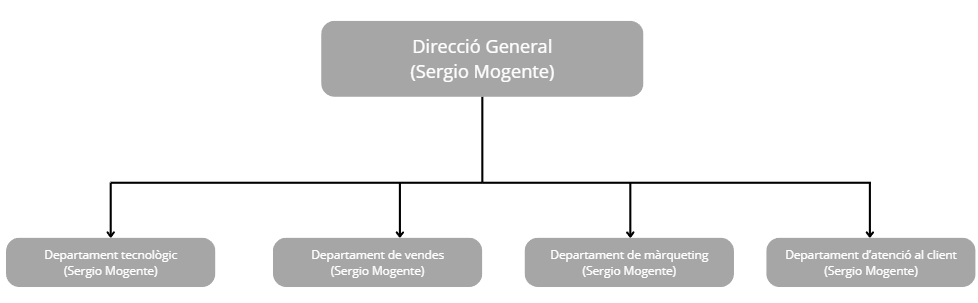 Direcció General
(Sergio Mogente)
Departament tecnològic
(Sergio Mogente)
Departament de vendes
(Sergio Mogente)
Departament de màrqueting
(Sergio Mogente)
Departament d'atenció al client
(Sergio Mogente)